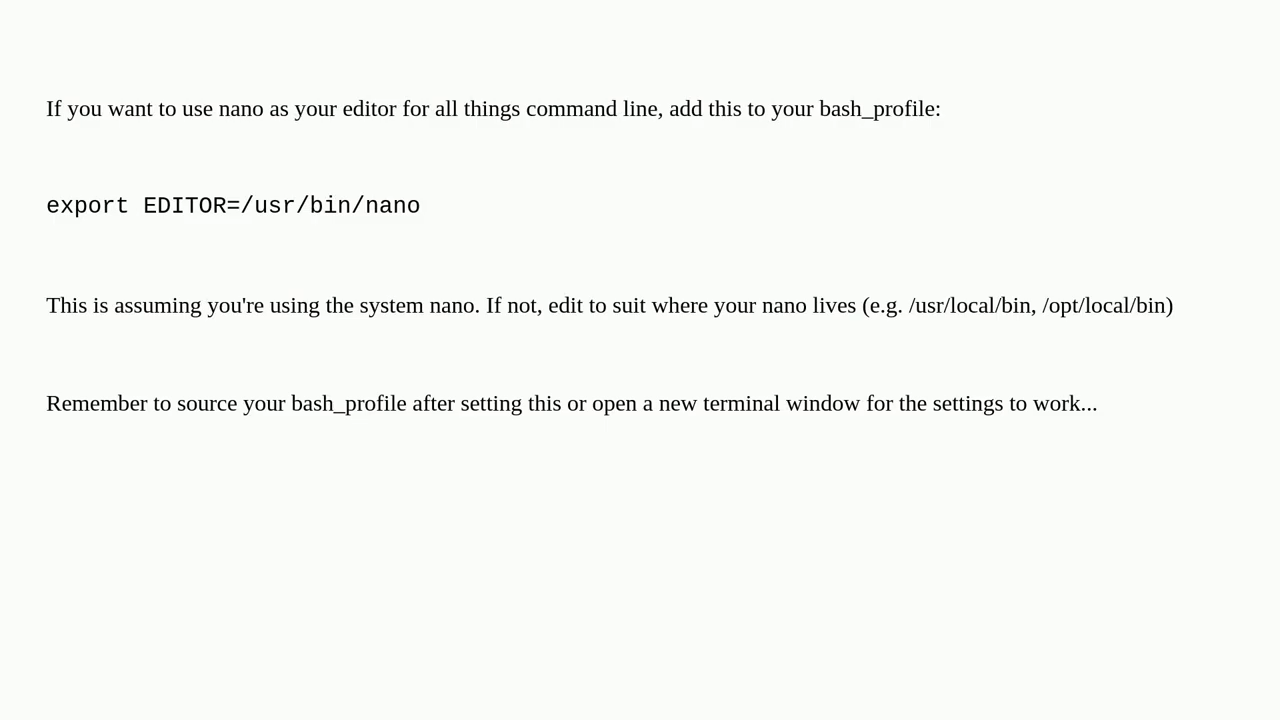 If you want to use nano as your editor for all things command line, add this to your bash_profile:
export EDITOR=/usr/bin/nano
This is assuming you're using the system nano. If not, edit to suit where your nano lives (e.g. /usr/local/bin, /opt/local/bin)
Remember to source your bash_profile after setting this or open a new terminal window for the settings to work...